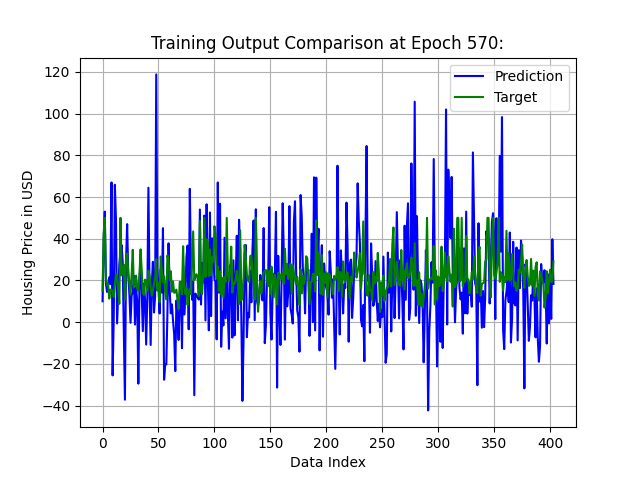 Training Output Comparison at Epoch 570:
Prediction
Target
Housing Price in USD
120
100
80
60
40
20
0
−20
−40
0 50 100 150 200 250 300 350 400
Data Index